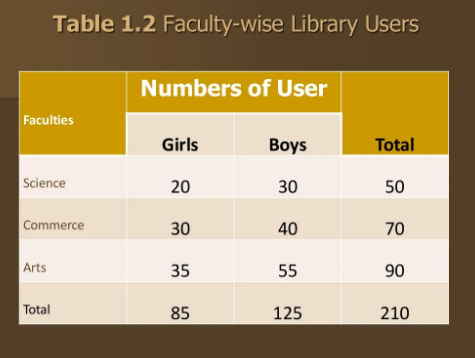 Table 1.2 Faculty-wise Library Users
Numbers of User
Faculties
Girls Boys Total
Science 20 30 50
Commerce 30 40 70
Arts 35 55 90
Total 85 125 210